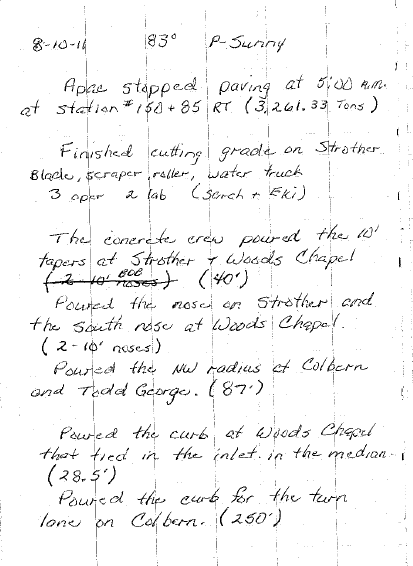 8-10-11 83° P-Sunny
Apac stopped paving at 5:00 a.m.
at station #150+85 RT (3,261.33 Tons)
Finished cutting grade on Strother
Blade, scraper, roller, water truck
3 oper 2 lab (Sarch + Eki)
The concrete crew poured the 10'
tapers at Strother + Woods Chapel
(2-10' noses) (40')
Poured the nose on Strother and
the South nose at Woods Chapel.
(2-10' noses)
Poured the NW radius at Colbern
and Todd George. (87')
Poured the curb at Woods Chapel
that tied in the inlet in the median
(28.5')
Poured the curb for the turn
lane on Colbern. (250')